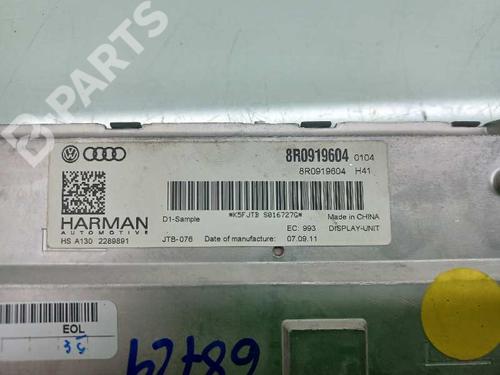 B-PARTS
8R0919604 0104
8R0919604 H41
*K5FJTB S816727G*
HARMAN
AUTOMOTIVE
D1-Sample
EC: 993
Made in CHINA
DISPLAY-UNIT
HS A130 2289891
JTB-076
Date of manufacture: 07.09.11
EOL
68729